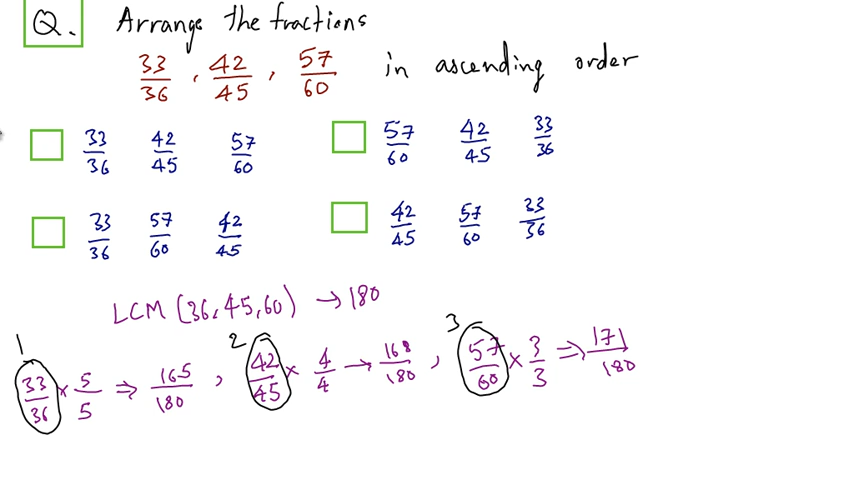 Q. Arrange the fractions
33/36, 42/45, 57/60 in ascending order
33/36 42/45 57/60
57/60 42/45 33/36
33/36 57/60 42/45
42/45 57/60 33/36
LCM (36,45,60) → 180
1 2 3
33/36 × 5/5 ⇒ 165/180, 42/45 × 4/4 → 168/180, 57/60 × 3/3 ⇒ 171/180